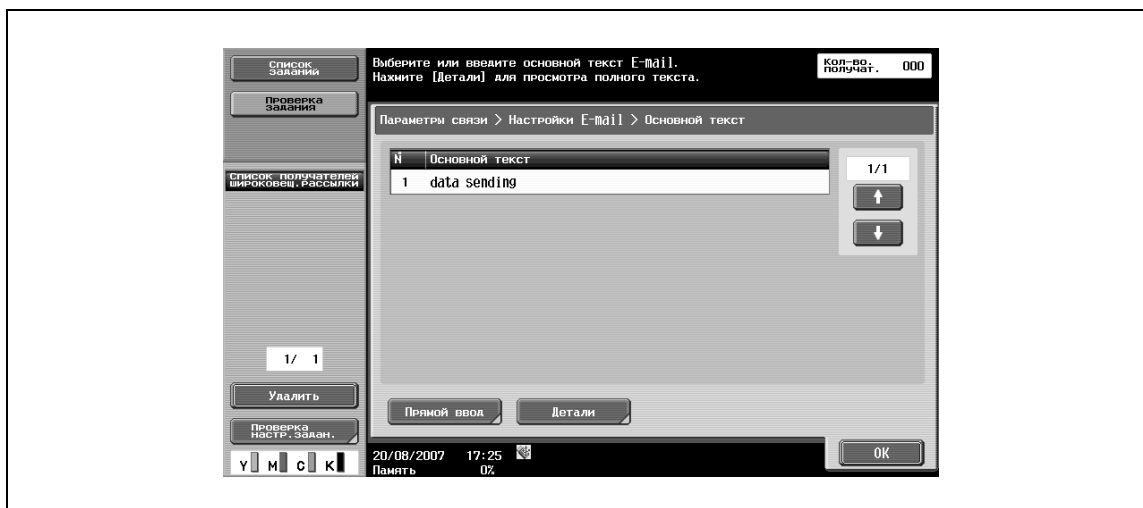 Список
заданий
Проверка
задания
Список получателей
широковещ.рассылки
1/ 1
Удалить
Проверка
настр.задан.
Y M C K
Выберите или введите основной текст E-mail.
Нажмите [Детали] для просмотра полного текста.
Кол-во.
получат. 000
Параметры связи > Настройки E-mail > Основной текст
N Основной текст
1 data sending
1/1
Прямой ввод
Детали
20/08/2007 17:25
Память 0%
OK